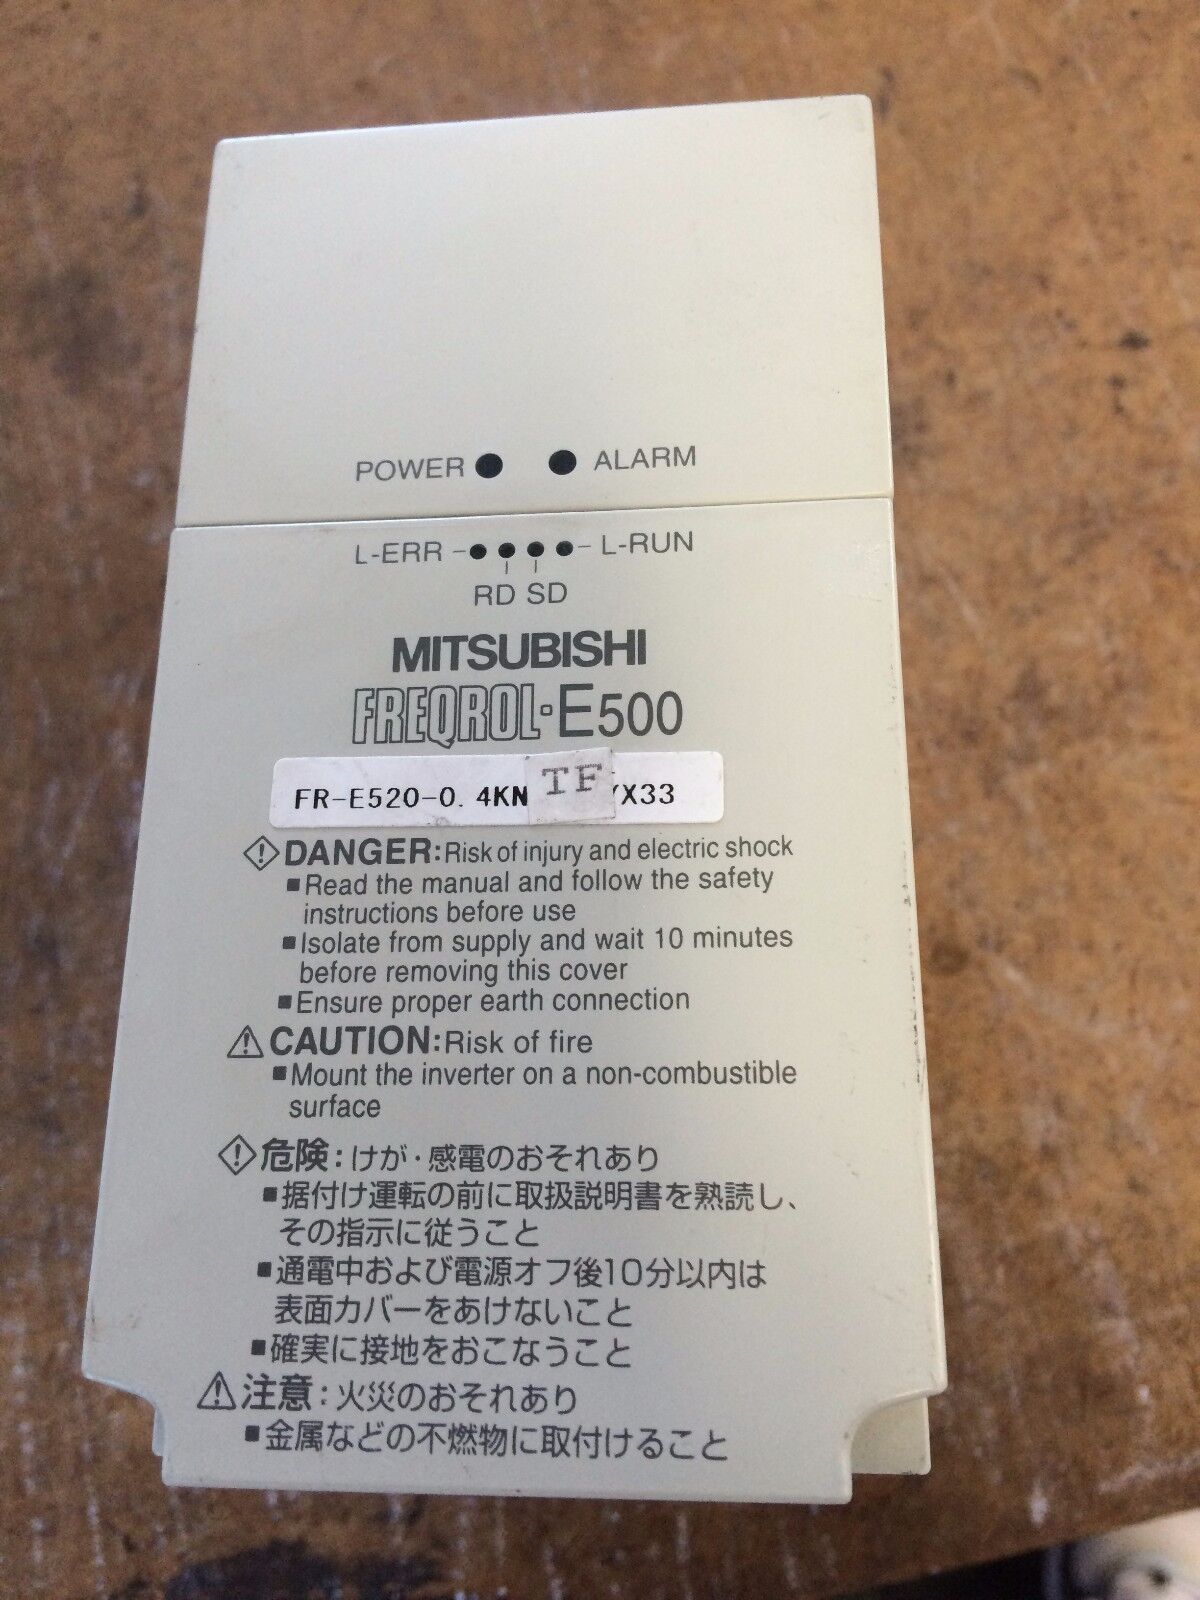 POWER ALARM
L-ERR L-RUN
RD SD
MITSUBISHI
FREQROL-E500
FR-E520-0.4KN TF X33
DANGER:Risk of injury and electric shock
■Read the manual and follow the safety
instructions before use
■Isolate from supply and wait 10 minutes
before removing this cover
■Ensure proper earth connection
CAUTION:Risk of fire
■Mount the inverter on a non-combustible
surface
危険:けが・感電のおそれあり
■据付け運転の前に取扱説明書を熟読し、
その指示に従うこと
■通電中および電源オフ後10分以内は
表面カバーをあけないこと
■確実に接地をおこなうこと
注意:火災のおそれあり
■金属などの不燃物に取付けること